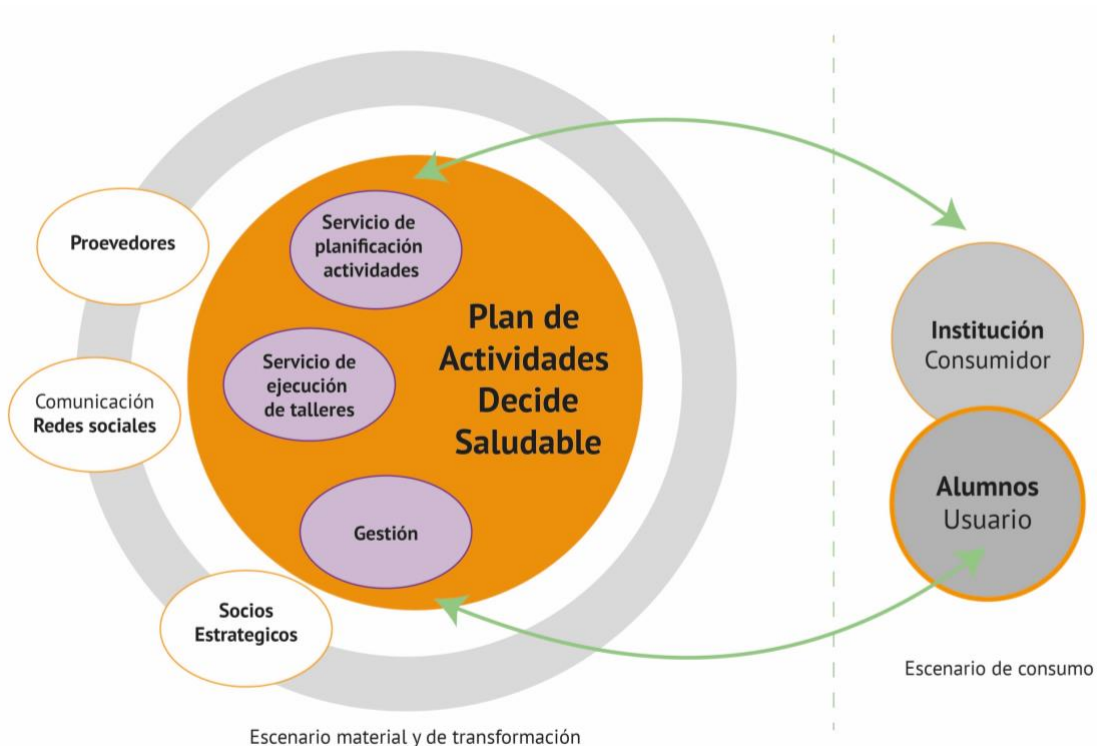 Proevedores
Comunicación
Redes sociales
Socios
Estrategicos
Servicio de
planificación
actividades
Servicio de
ejecución
de talleres
Gestión
Plan de
Actividades
Decide
Saludable
Institución
Consumidor
Alumnos
Usuario
Escenario de consumo
Escenario material y de transformación